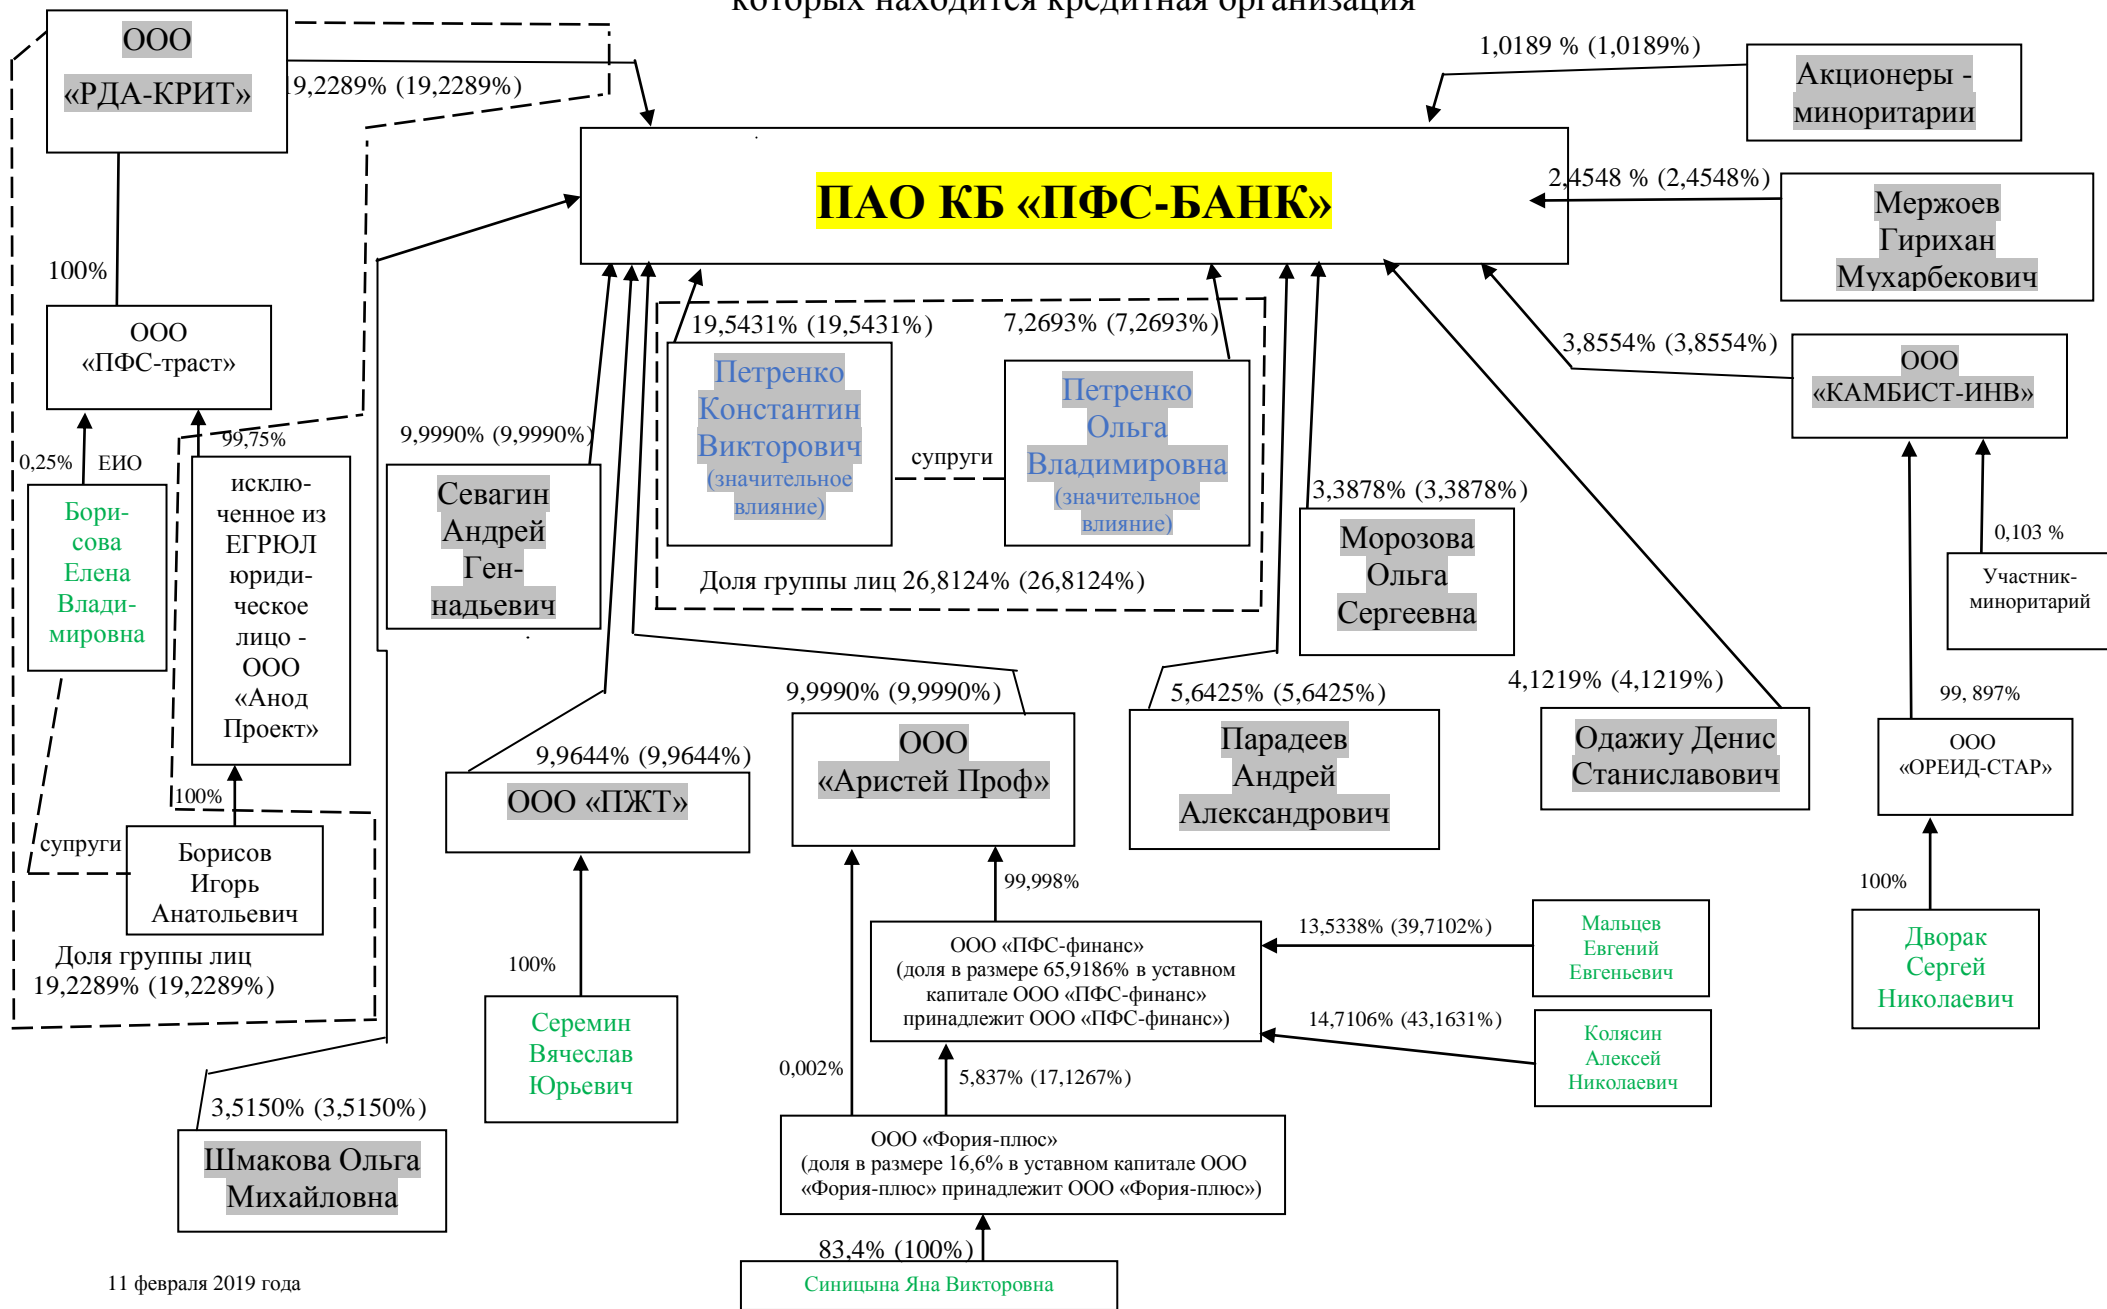 которых находится кредитная организация
ООО
«РДА-КРИТ»
19,2289% (19,2289%)
1,0189 % (1,0189%)
Акционеры -
миноритарии
ПАО КБ «ПФС-БАНК»
2,4548 % (2,4548%)
Мержоев
Гирихан
Мухарбекович
100%
ООО
«ПФС-траст»
19,5431% (19,5431%)
7,2693% (7,2693%)
3,8554% (3,8554%)
ООО
«КАМБИСТ-ИНВ»
Петренко
Константин
Викторович
(значительное
влияние)
супруги
Петренко
Ольга
Владимировна
(значительное
влияние)
Доля группы лиц 26,8124% (26,8124%)
0,25%
ЕИО
99,75%
Бори-
сова
Елена
Влади-
мировна
исклю-
ченное из
ЕГРЮЛ
юриди-
ческое
лицо -
ООО
«Анод
Проект»
9,9990% (9,9990%)
Севагин
Андрей
Ген-
надьевич
3,3878% (3,3878%)
Морозова
Ольга
Сергеевна
0,103 %
Участник-
миноритарий
9,9990% (9,9990%)
5,6425% (5,6425%)
4,1219% (4,1219%)
99, 897%
9,9644% (9,9644%)
ООО «ПЖТ»
ООО
«Аристей Проф»
Парадеев
Андрей
Александрович
Одажиу Денис
Станиславович
ООО
«ОРЕИД-СТАР»
100%
супруги
Борисов
Игорь
Анатольевич
Доля группы лиц
19,2289% (19,2289%)
99,998%
100%
100%
ООО «ПФС-финанс»
(доля в размере 65,9186% в уставном
капитале ООО «ПФС-финанс»
принадлежит ООО «ПФС-финанс»)
13,5338% (39,7102%)
Мальцев
Евгений
Евгеньевич
Дворак
Сергей
Николаевич
Серемин
Вячеслав
Юрьевич
14,7106% (43,1631%)
Колясин
Алексей
Николаевич
0,002%
5,837% (17,1267%)
3,5150% (3,5150%)
Шмакова Ольга
Михайловна
ООО «Фория-плюс»
(доля в размере 16,6% в уставном капитале ООО
«Фория-плюс» принадлежит ООО «Фория-плюс»)
83,4% (100%)
Синицына Яна Викторовна
11 февраля 2019 года